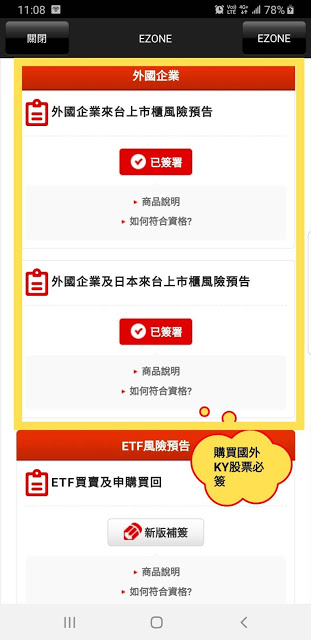 11:08
VoD LTE 4G+ 78%
關閉 EZONE EZONE
外國企業
外國企業來台上市櫃風險預告
已簽署
▸ 商品說明
▸ 如何符合資格?
外國企業及日本來台上市櫃風險預告
已簽署
▸ 商品說明
▸ 如何符合資格?
ETF風險預告
購買國外
KY股票必
簽
ETF買賣及申購買回
新版補簽
▸ 商品說明
▸ 如何符合資格?